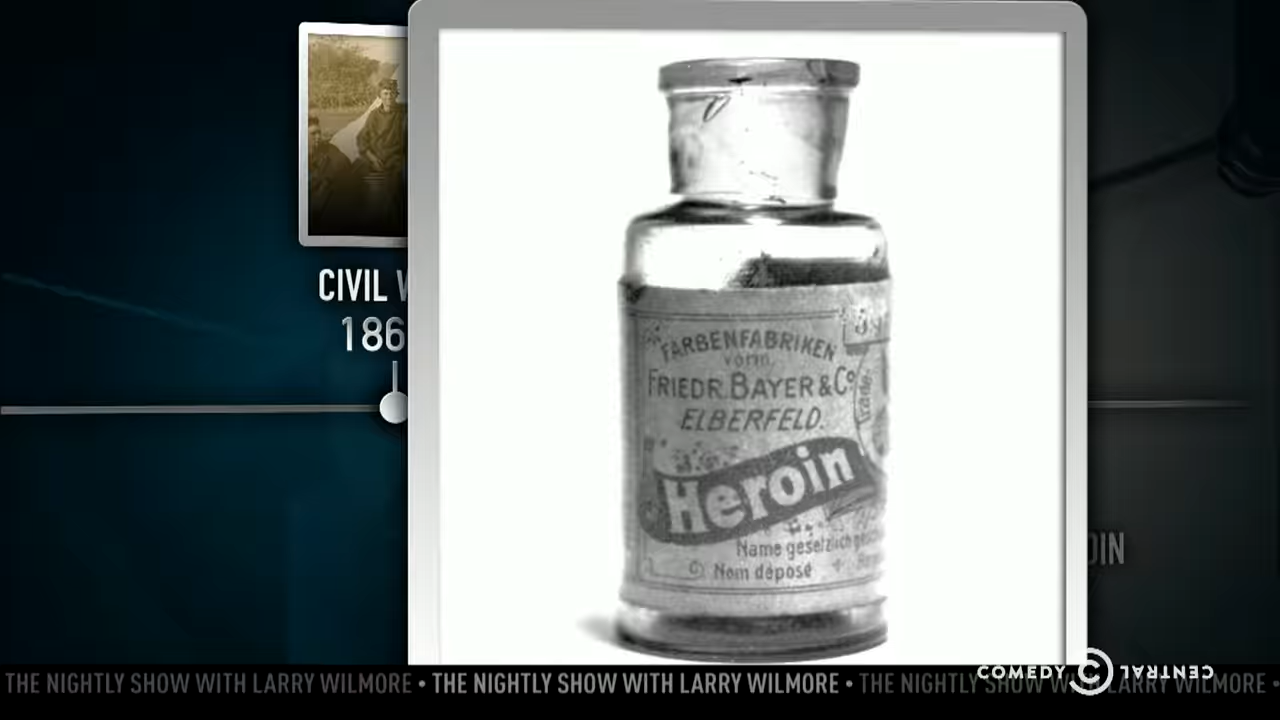 CIVIL W
186
FARBENFABRIKEN
vorm.
FRIEDR. BAYER & Co
ELBERFELD.
Heroin
Name gesetzlich
Nom déposé
Trade
OIN
THE NIGHTLY SHOW WITH LARRY WILMORE • THE NIGHTLY SHOW WITH LARRY WILMORE • THE NIGHTLY SHOW WITH LARRY WILMORE •
COMEDY CENTRAL